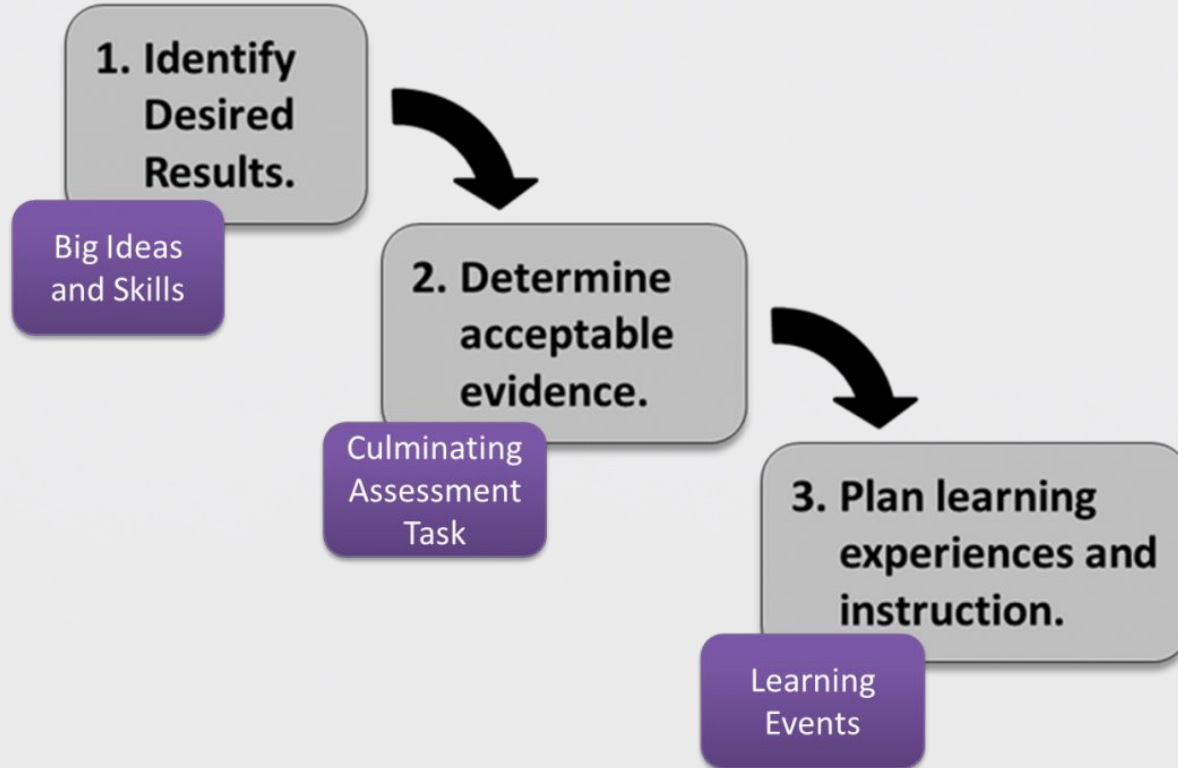 1. Identify
Desired
Results.
Big Ideas
and Skills
2. Determine
acceptable
evidence.
Culminating
Assessment
Task
3. Plan learning
experiences and
instruction.
Learning
Events